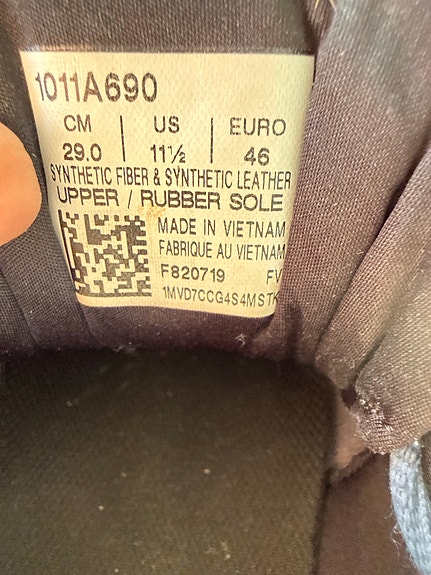 1011A690
CM | US | EURO
29.0 | 11½ | 46
SYNTHETIC FIBER & SYNTHETIC LEATHER
UPPER / RUBBER SOLE
MADE IN VIETNAM
FABRIQUE AU VIETNAM
F820719 FV
1MVD7CCG4S4MSTK